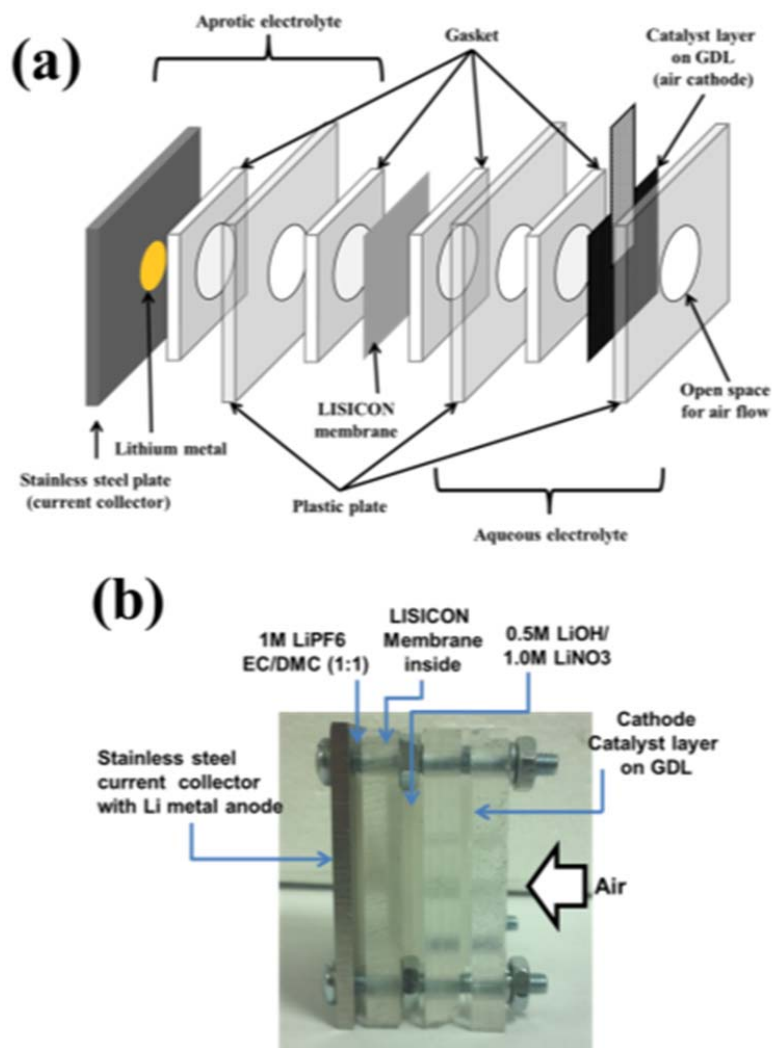 (a)
Aprotic electrolyte
Gasket
Catalyst layer
on GDL
(air cathode)
LISICON
membrane
Open space
for air flow
Lithium metal
Stainless steel plate
(current collector)
Plastic plate
Aqueous electrolyte
(b)
1M LiPF6
EC/DMC (1:1)
LISICON
Membrane
inside
0.5M LiOH/
1.0M LiNO3
Cathode
Catalyst layer
on GDL
Stainless steel
current collector
with Li metal anode
Air